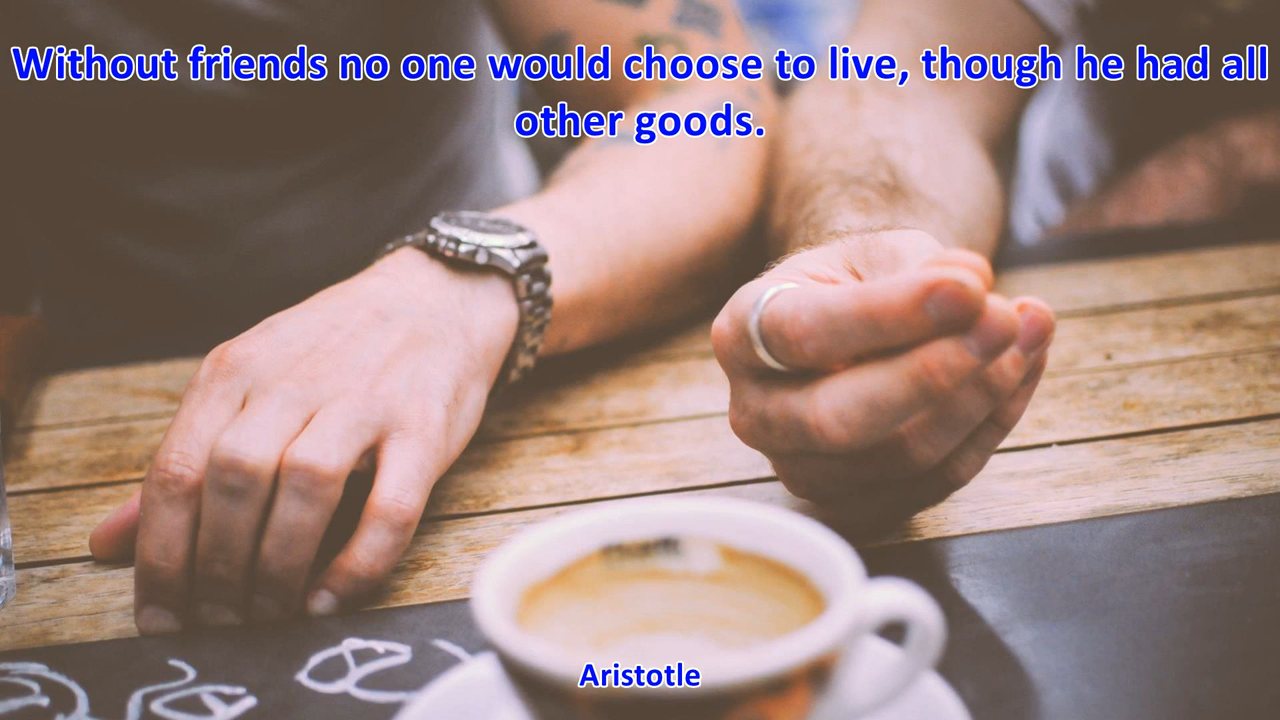 Without friends no one would choose to live, though he had all
other goods.
Aristotle